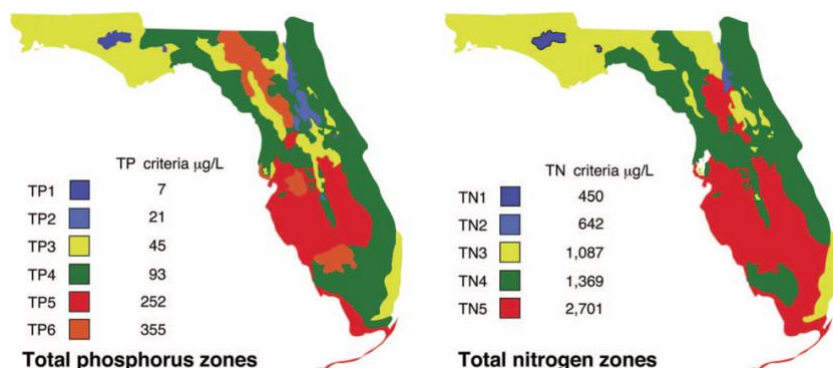 TP criteria µg/L
TP1 7
TP2 21
TP3 45
TP4 93
TP5 252
TP6 355
Total phosphorus zones
TN criteria µg/L
TN1 450
TN2 642
TN3 1,087
TN4 1,369
TN5 2,701
Total nitrogen zones